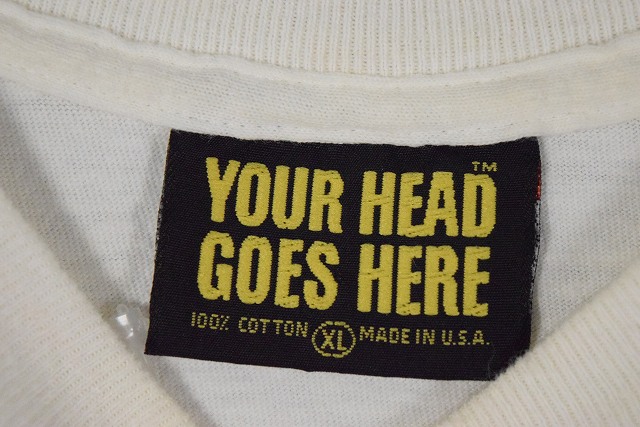 YOUR HEAD™
GOES HERE
100% COTTON XL MADE IN U.S.A.